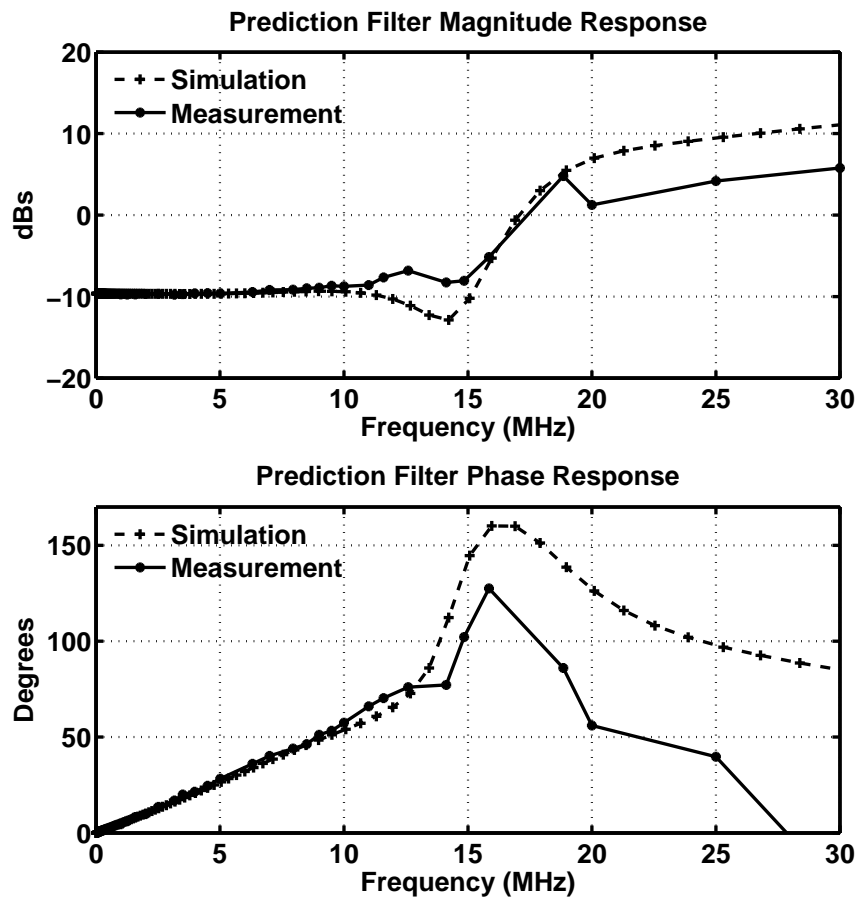 Prediction Filter Magnitude Response
20
10
0
−10
−20
dBs
Simulation
Measurement
0 5 10 15 20 25 30
Frequency (MHz)
Prediction Filter Phase Response
150
100
50
0
Degrees
Simulation
Measurement
0 5 10 15 20 25 30
Frequency (MHz)